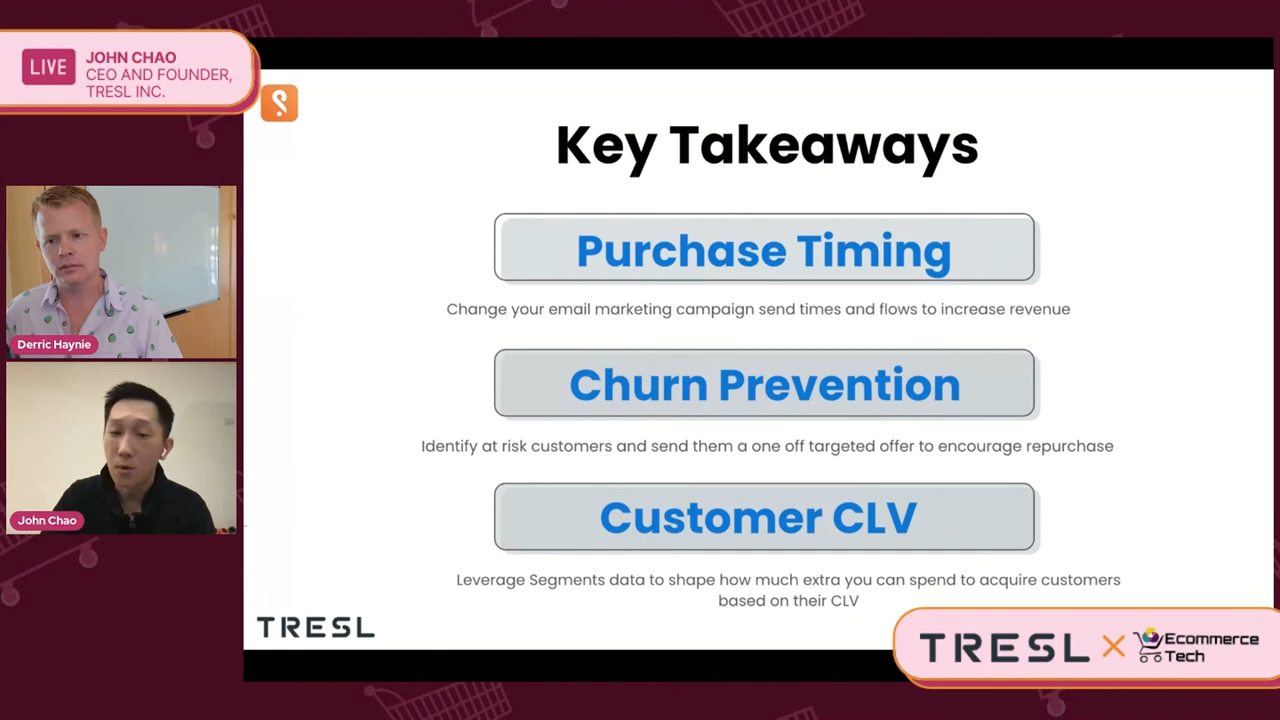 LIVE
JOHN CHAO
CEO AND FOUNDER,
TRESL INC.
Key Takeaways
Purchase Timing
Change your email marketing campaign send times and flows to increase revenue
Churn Prevention
Identify at risk customers and send them a one off targeted offer to encourage repurchase
Customer CLV
Leverage Segments data to shape how much extra you can spend to acquire customers
based on their CLV
Derric Haynie
John Chao
TRESL
TRESL X Ecommerce
Tech